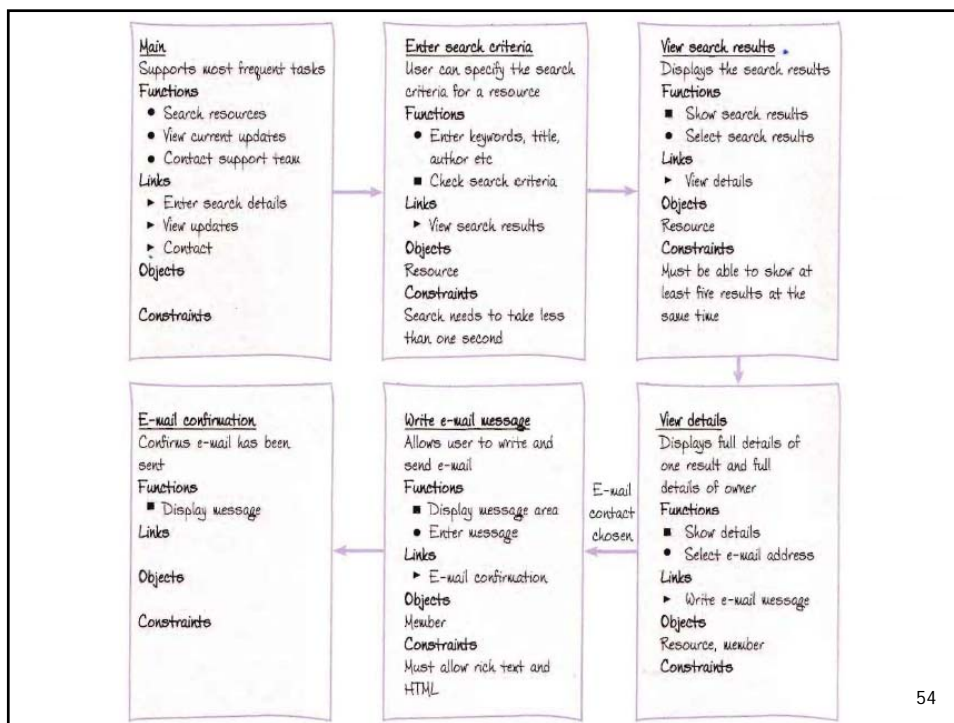 Main
Supports most frequent tasks
Functions
● Search resources
● View current updates
● Contact support team
Links
► Enter search details
► View updates
► Contact
Objects
Constraints
Enter search criteria
User can specify the search
criteria for a resource
Functions
● Enter keywords, title,
author etc
■ Check search criteria
Links
► View search results
Objects
Resource
Constraints
Search needs to take less
than one second
View search results
Displays the search results
Functions
■ Show search results
● Select search results
Links
► View details
Objects
Resource
Constraints
Must be able to show at
least five results at the
same time
View details
Displays full details of
one result and full
details of owner
Functions
■ Show details
● Select e-mail address
Links
► Write e-mail message
Objects
Resource, member
Constraints
E-mail
contact
chosen
Write e-mail message
Allows user to write and
send e-mail
Functions
■ Display message area
● Enter message
Links
► E-mail confirmation
Objects
Member
Constraints
Must allow rich text and
HTML
E-mail confirmation
Confirms e-mail has been
sent
Functions
■ Display message
Links
Objects
Constraints
54